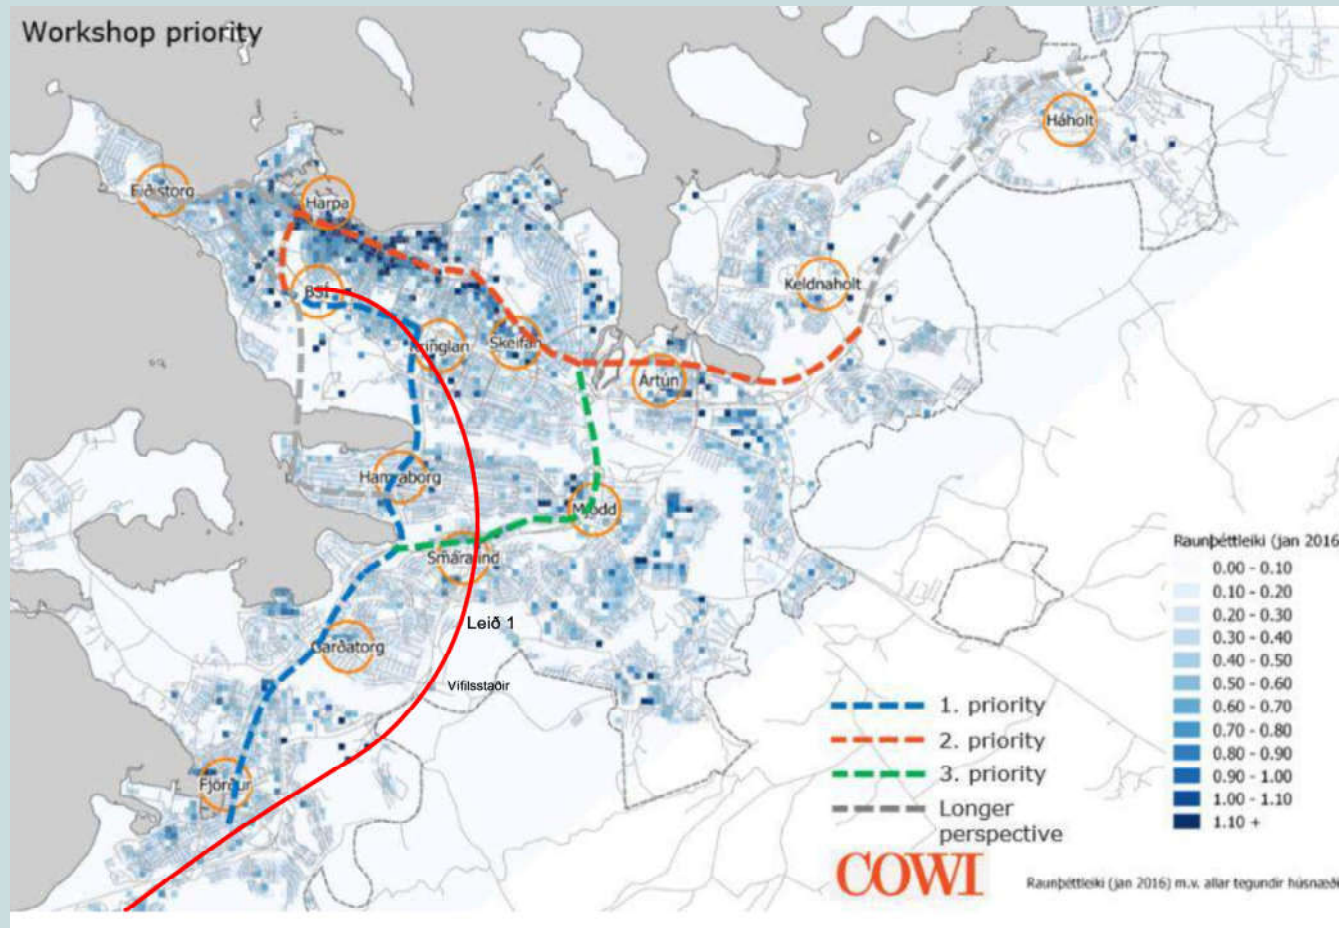 Workshop priority
Háholt
Eiðistorg
Harpa
Keldnaholt
BSÍ
Kringlan
Skeifan
Ártún
Hamraborg
Mjódd
Smáralind
Leið 1
Garðatorg
Vífilsstaðir
Fjörður
Raunþéttleiki (jan 2016
0.00 - 0.10
0.10 - 0.20
0.20 - 0.30
0.30 - 0.40
0.40 - 0.50
0.50 - 0.60
0.60 - 0.70
0.70 - 0.80
0.80 - 0.90
0.90 - 1.00
1.00 - 1.10
1.10 +
1. priority
2. priority
3. priority
Longer
perspective
COWI
Raunþéttleiki (jan 2016) m.v. allar tegundir húsnæði